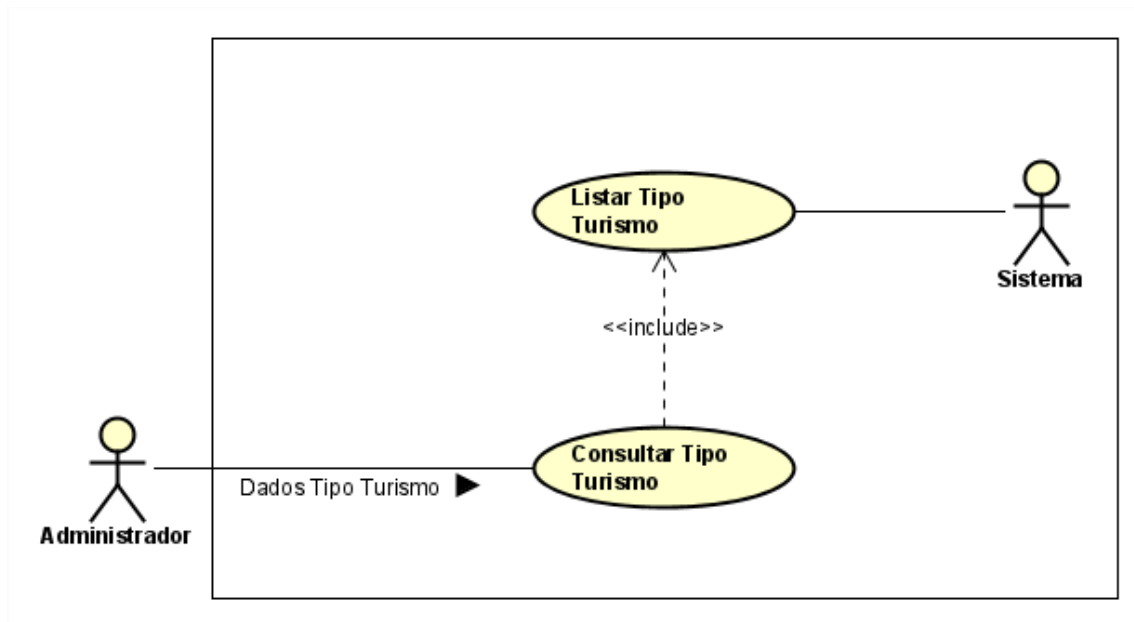 Listar Tipo
Turismo
Sistema
<<include>>
Consultar Tipo
Turismo
Dados Tipo Turismo
Administrador